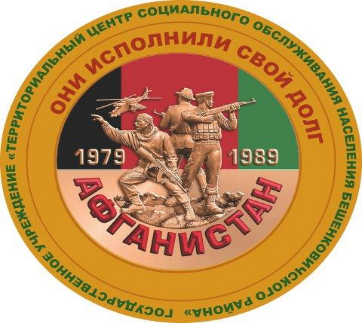 ГОСУДАРСТВЕННОЕ УЧРЕЖДЕНИЕ «ТЕРРИТОРИАЛЬНЫЙ ЦЕНТР СОЦИАЛЬНОГО ОБСЛУЖИВАНИЯ НАСЕЛЕНИЯ БЕШЕНКОВИЧСКОГО РАЙОНА»
ОНИ ИСПОЛНИЛИ СВОЙ ДОЛГ
1979 1989
АФГАНИСТАН